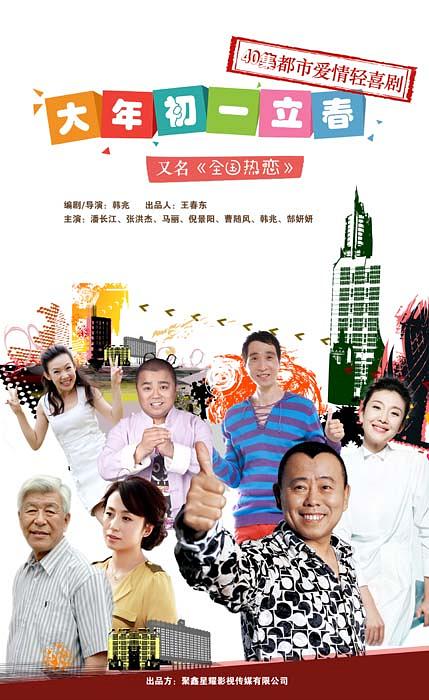 40集都市爱情轻喜剧
大年初一立春
又名《全国热恋》
编剧/导演：韩兆 出品人：王春东
主演：潘长江、张洪杰、马丽、倪景阳、曹随风、韩兆、郜妍妍
出品方：聚鑫星耀影视传媒有限公司